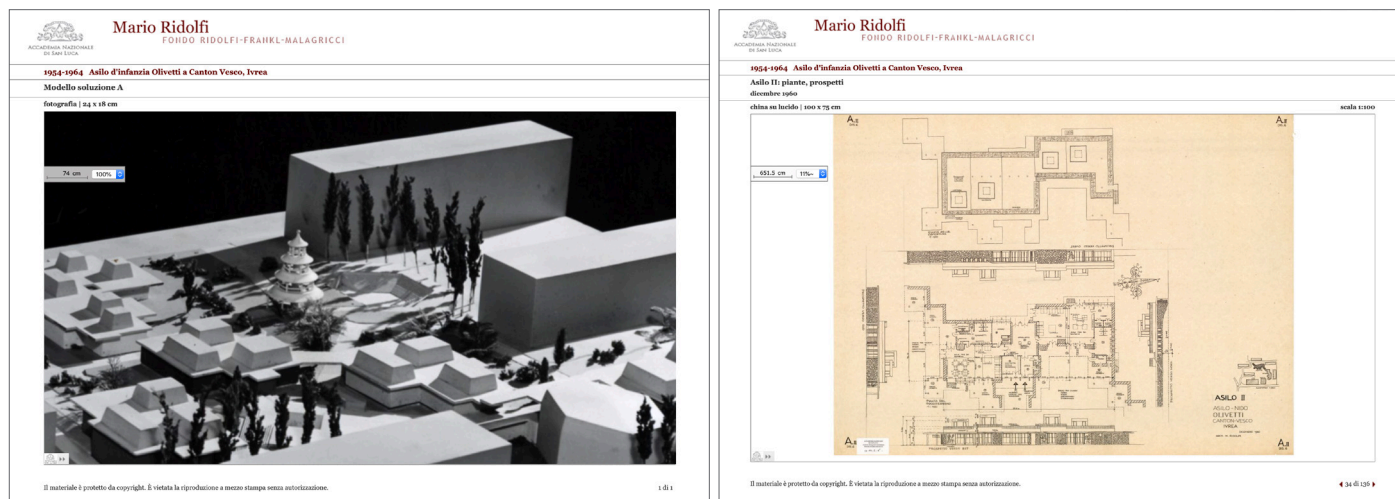 Mario Ridolfi
FONDO RIDOLFI-FRAHKL-MALAGRICCI
ACCADEMIA NAZIONALE
DI SAN LUCA
1954-1964 Asilo d'infanzia Olivetti a Canton Vesco, Ivrea
Modello soluzione A
fotografia | 24 x 18 cm
74 cm 100%
Il materiale è protetto da copyright. È vietata la riproduzione a mezzo stampa senza autorizzazione.
1 di 1
Mario Ridolfi
FONDO RIDOLFI-FRAHKL-MALAGRICCI
ACCADEMIA NAZIONALE
DI SAN LUCA
1954-1964 Asilo d'infanzia Olivetti a Canton Vesco, Ivrea
Asilo II: piante, prospetti
dicembre 1960
china su lucido | 100 x 75 cm
scala 1:100
651.5 cm 11%~
ASILO II
ASILO-NIDO
OLIVETTI
CANTON-VESCO
IVREA
Il materiale è protetto da copyright. È vietata la riproduzione a mezzo stampa senza autorizzazione.
34 di 136